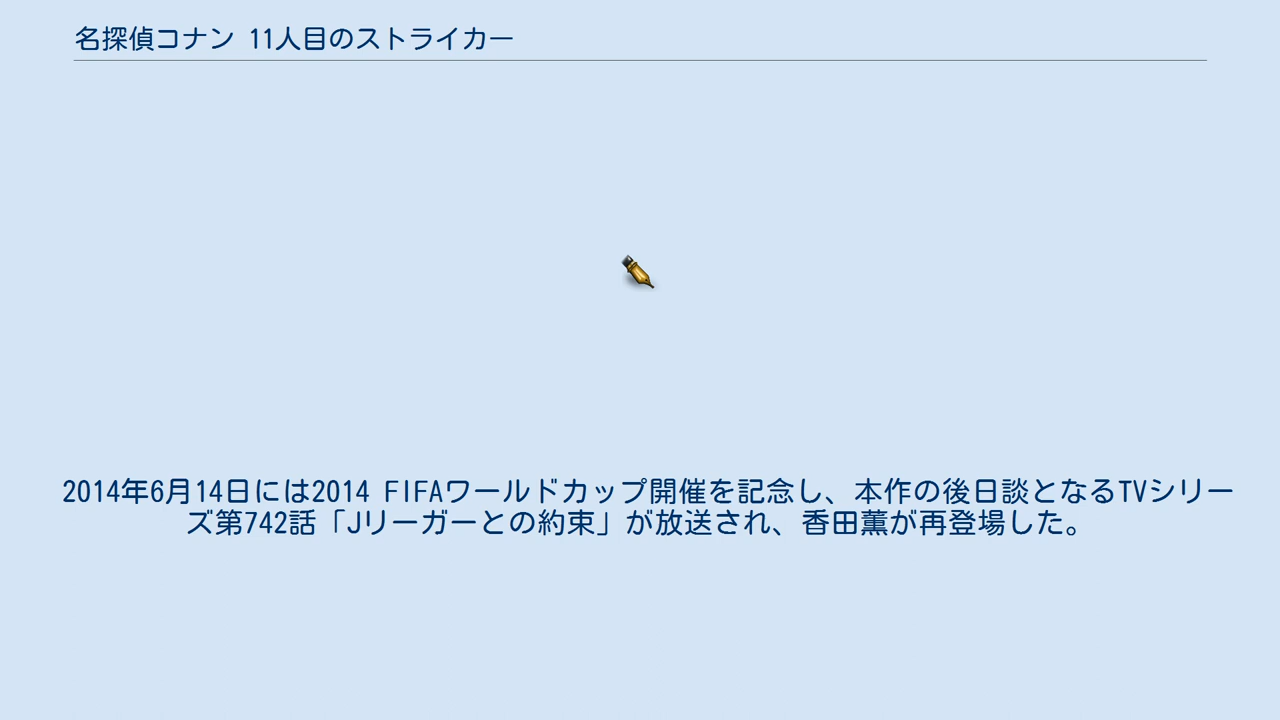 名探偵コナン 11人目のストライカー
2014年6月14日には2014 FIFAワールドカップ開催を記念し、本作の後日談となるTVシリー
ズ第742話「Jリーガーとの約束」が放送され、香田薫が再登場した。